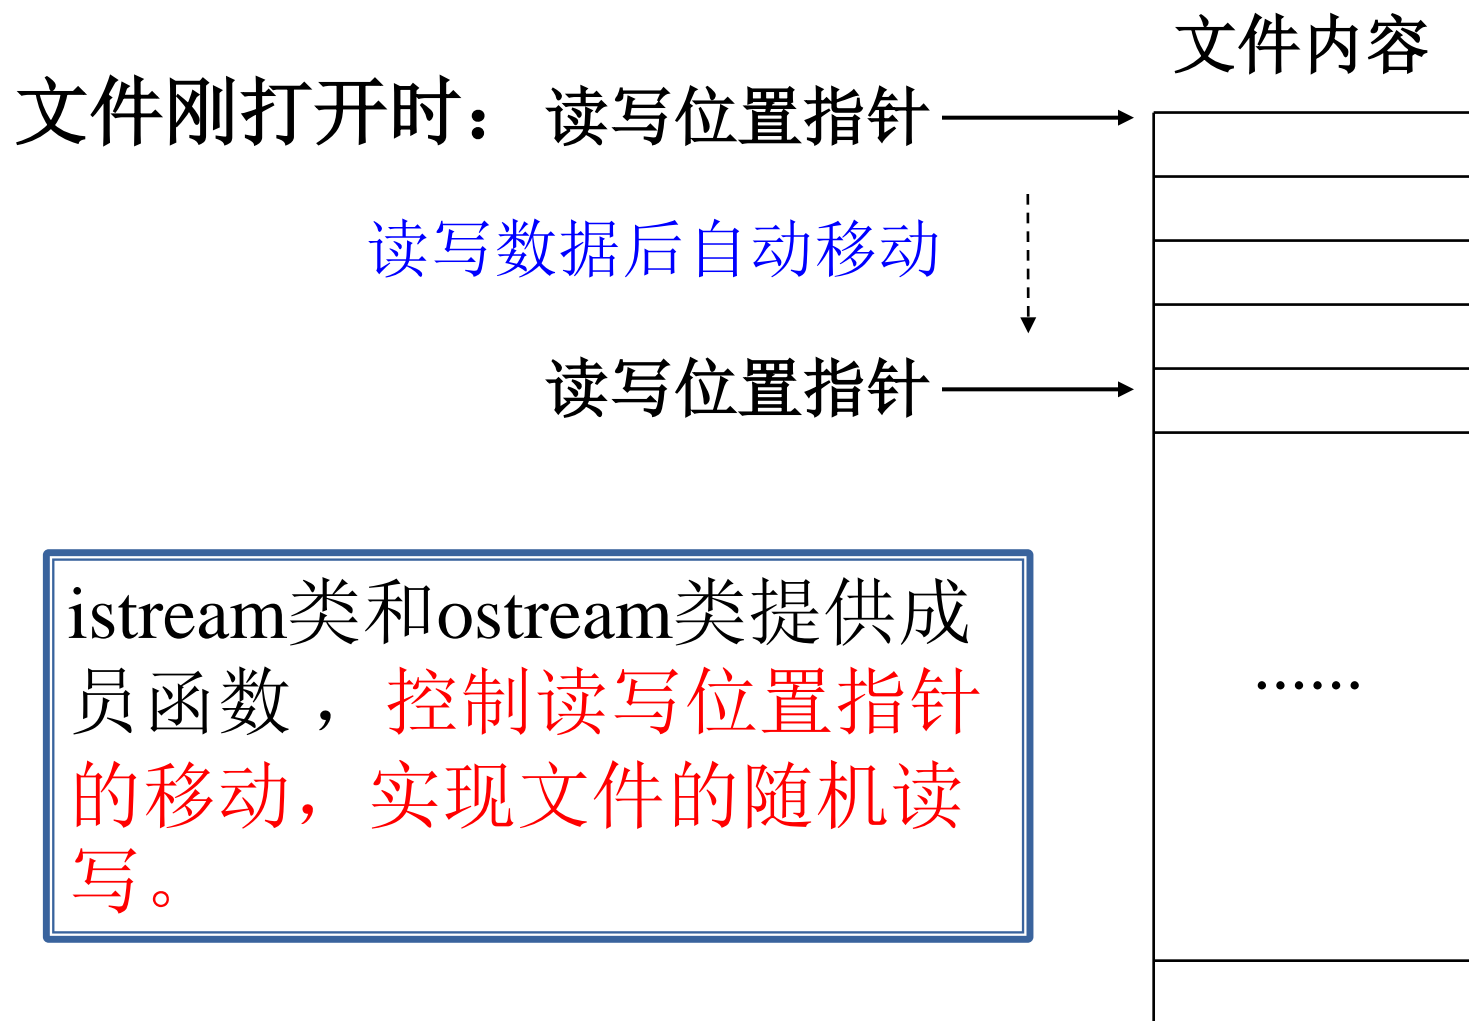 文件内容
文件刚打开时：读写位置指针
读写数据后自动移动
读写位置指针
istream类和ostream类提供成
员函数，控制读写位置指针
的移动，实现文件的随机读
写。
……